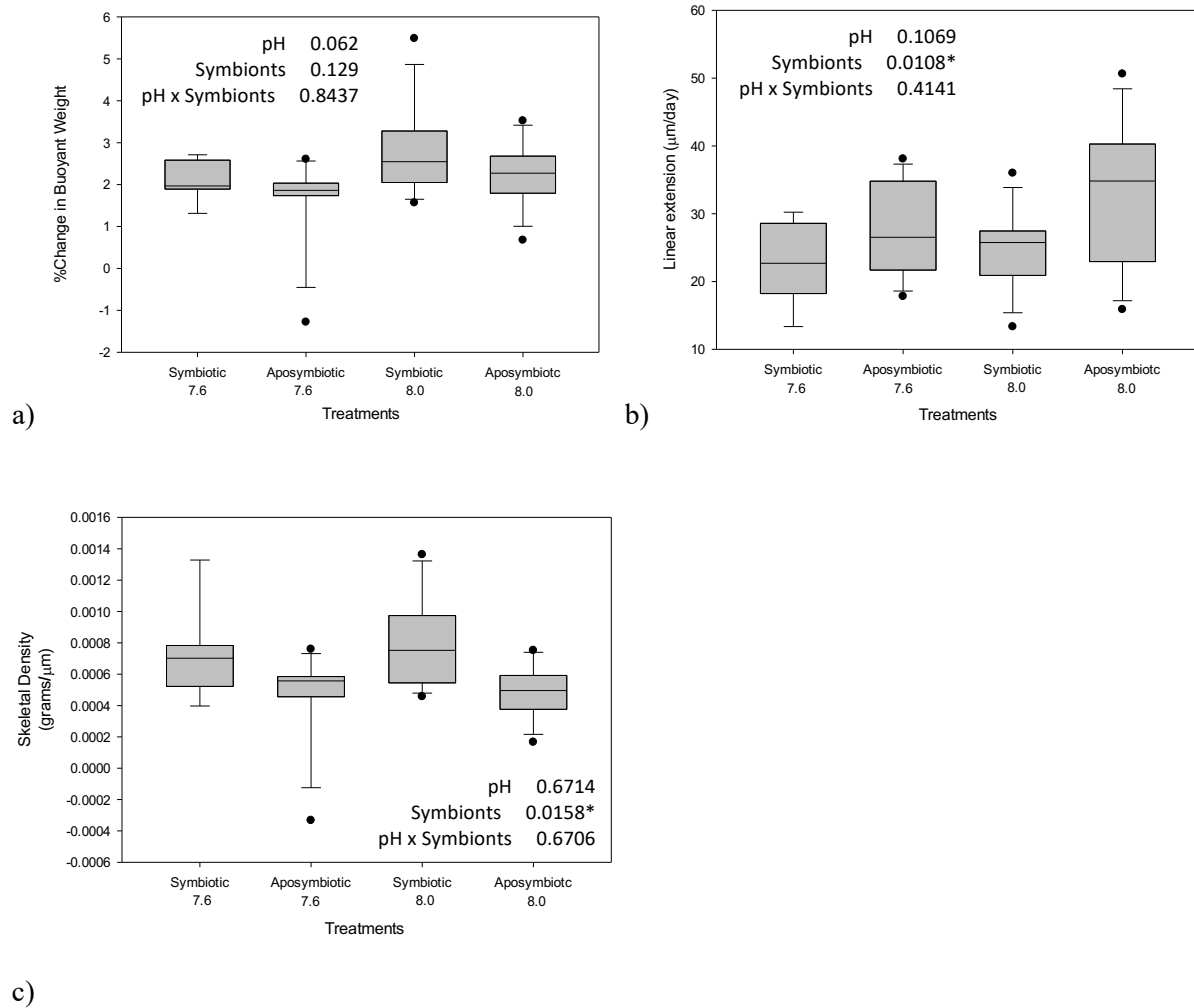 6
5
4
3
2
1
0
-1
-2
%Change in Buoyant Weight
pH 0.062
Symbionts 0.129
pH x Symbionts 0.8437
Symbiotic Aposymbiotic Symbiotic Aposymbiotc
7.6 7.6 8.0 8.0
Treatments
a)
60
50
40
30
20
10
Linear extension (μm/day)
pH 0.1069
Symbionts 0.0108*
pH x Symbionts 0.4141
Symbiotic Aposymbiotic Symbiotic Aposymbiotc
7.6 7.6 8.0 8.0
Treatments
b)
0.0016
0.0014
0.0012
0.0010
0.0008
0.0006
0.0004
0.0002
0.0000
-0.0002
-0.0004
-0.0006
Skeletal Density
(grams/μm)
pH 0.6714
Symbionts 0.0158*
pH x Symbionts 0.6706
Symbiotic Aposymbiotic Symbiotic Aposymbiotc
7.6 7.6 8.0 8.0
Treatments
c)